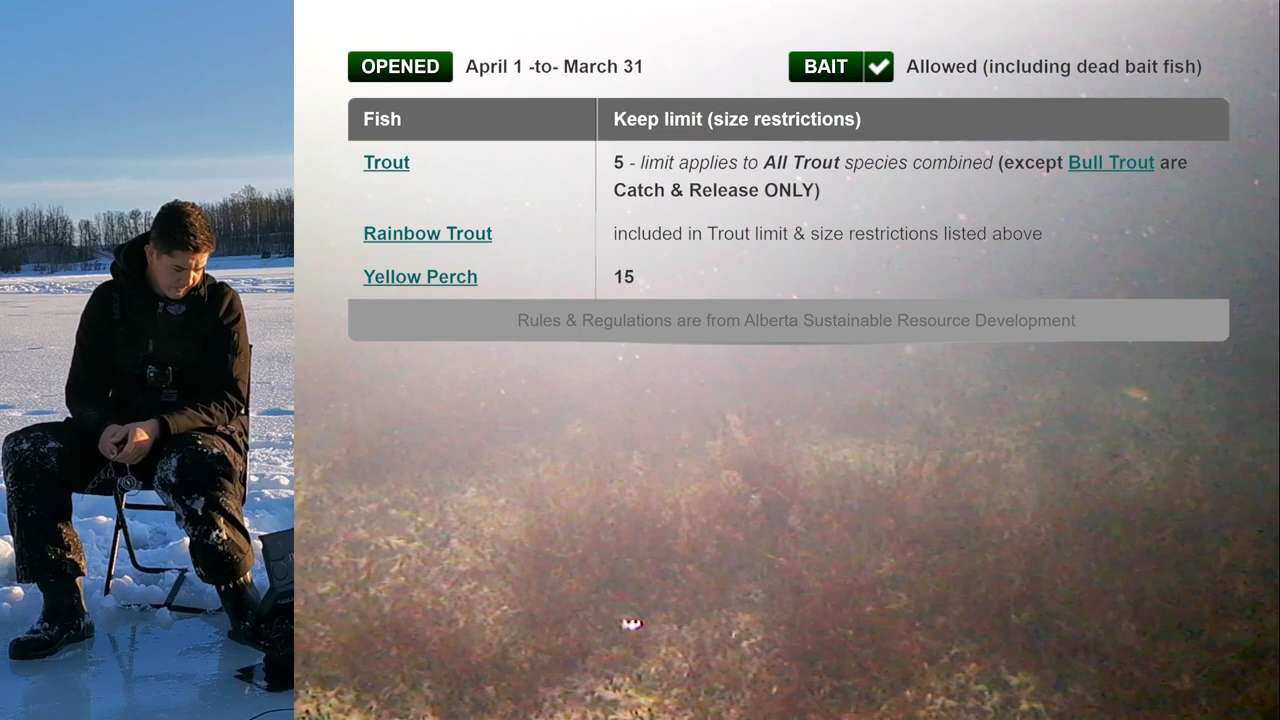 OPENED April 1 -to- March 31 BAIT Allowed (including dead bait fish)
Fish Keep limit (size restrictions)
Trout 5 - limit applies to All Trout species combined (except Bull Trout are
Catch & Release ONLY)
Rainbow Trout included in Trout limit & size restrictions listed above
Yellow Perch 15
Rules & Regulations are from Alberta Sustainable Resource Development